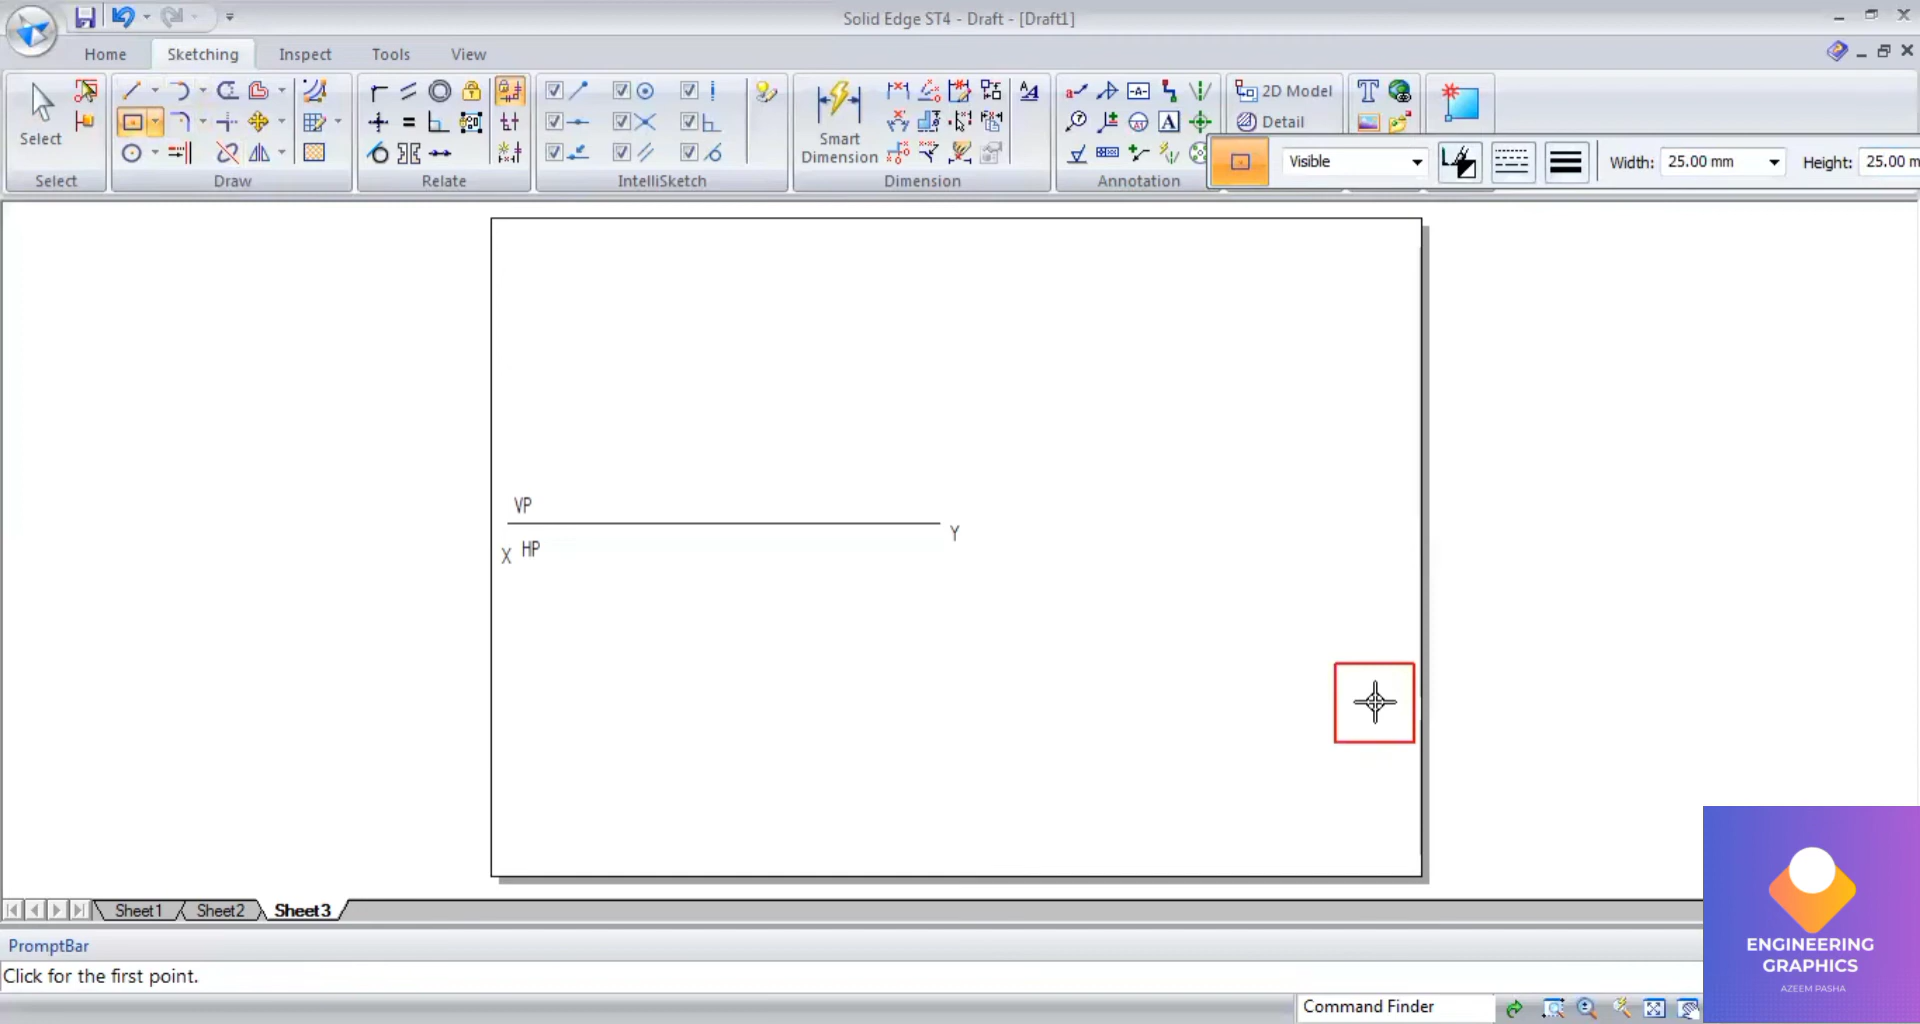 Solid Edge ST4 - Draft - [Draft1]
Home Sketching Inspect Tools View
2D Model
Detail
Select
Smart
Dimension
Visible
Width: 25.00 mm
Height: 25.00 m
Select Draw Relate IntelliSketch Dimension Annotation
VP
Y
X HP
Sheet1 Sheet2 Sheet3
PromptBar
Click for the first point.
Command Finder
ENGINEERING
GRAPHICS
AZEEM PASHA